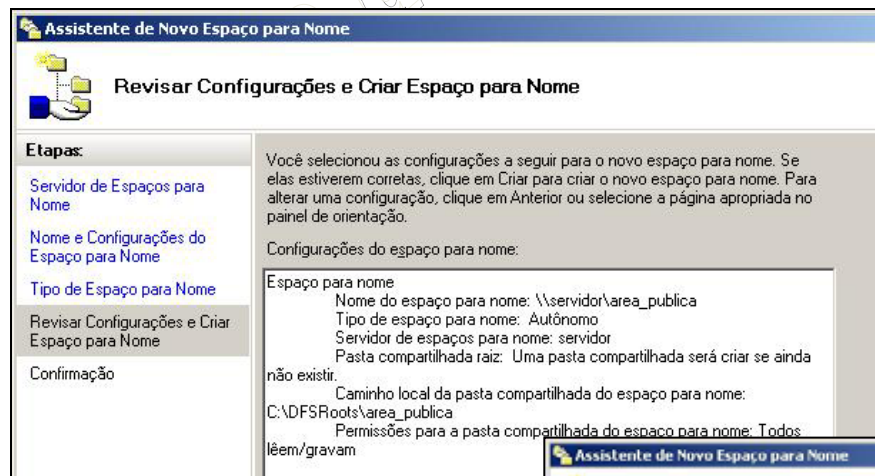 Assistente de Novo Espaço para Nome
Revisar Configurações e Criar Espaço para Nome
Etapas:
Servidor de Espaços para
Nome
Nome e Configurações do
Espaço para Nome
Tipo de Espaço para Nome
Revisar Configurações e Criar
Espaço para Nome
Confirmação
Você selecionou as configurações a seguir para o novo espaço para nome. Se
elas estiverem corretas, clique em Criar para criar o novo espaço para nome. Para
alterar uma configuração, clique em Anterior ou selecione a página apropriada no
painel de orientação.
Configurações do espaço para nome:
Espaço para nome
Nome do espaço para nome: \\servidor\area_publica
Tipo de espaço para nome: Autônomo
Servidor de espaços para nome: servidor
Pasta compartilhada raiz: Uma pasta compartilhada será criar se ainda
não existir.
Caminho local da pasta compartilhada do espaço para nome:
C:\DFSRoots\area_publica
Permissões para a pasta compartilhada do espaço para nome: Todos
lêem/gravam
Assistente de Novo Espaço para Nome